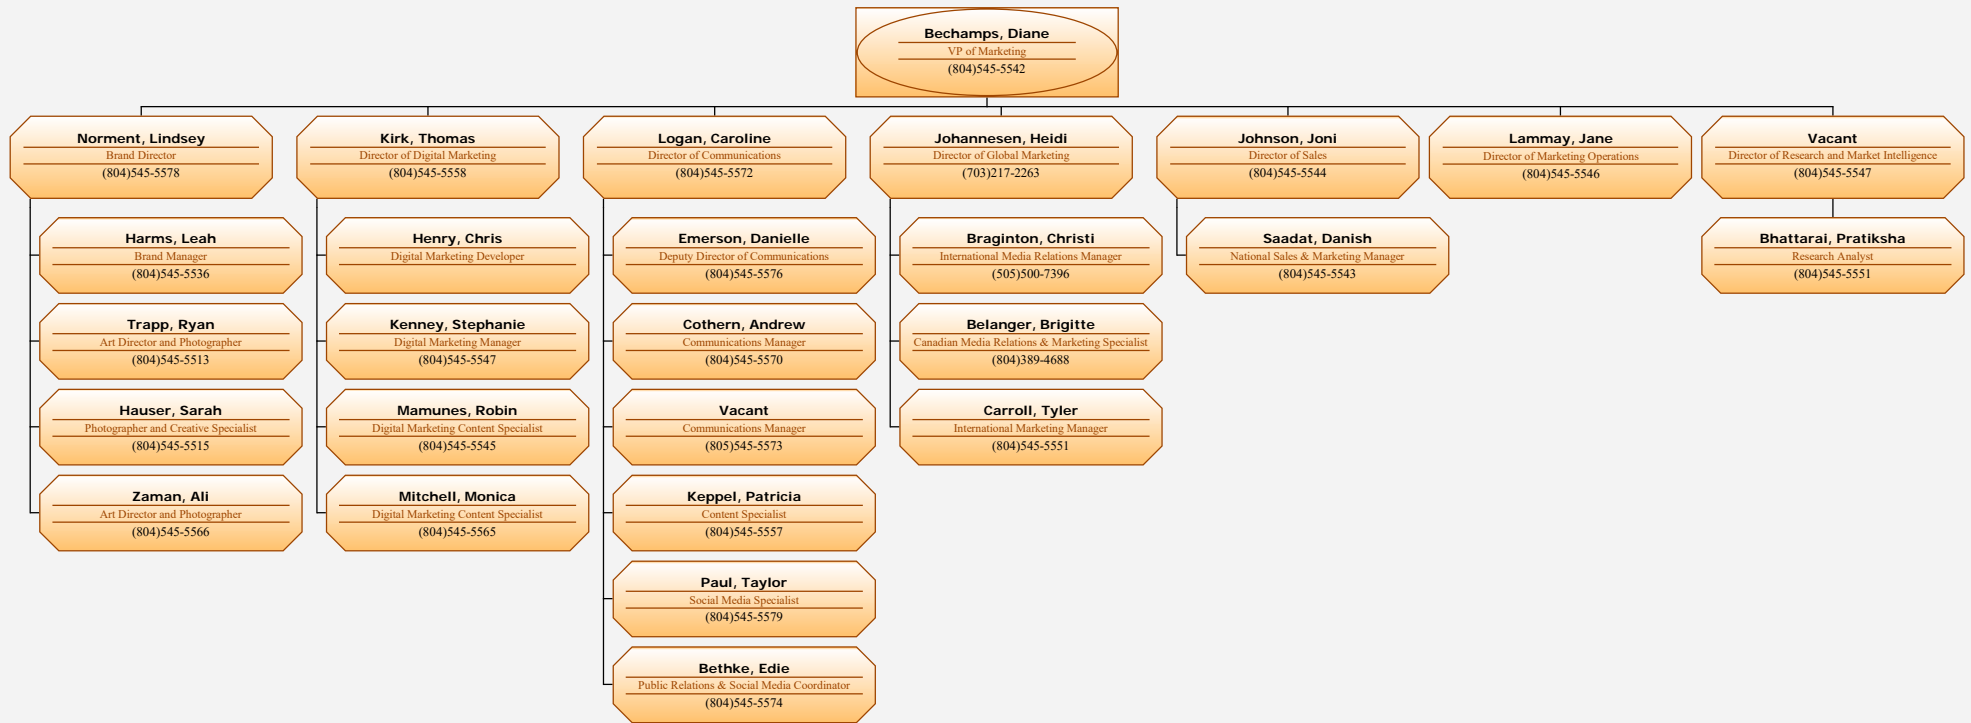 Bechamps, Diane
VP of Marketing
(804)545-5542
Norment, Lindsey
Brand Director
(804)545-5578
Harms, Leah
Brand Manager
(804)545-5536
Trapp, Ryan
Art Director and Photographer
(804)545-5513
Hauser, Sarah
Photographer and Creative Specialist
(804)545-5515
Zaman, Ali
Art Director and Photographer
(804)545-5566
Kirk, Thomas
Director of Digital Marketing
(804)545-5558
Henry, Chris
Digital Marketing Developer
Kenney, Stephanie
Digital Marketing Manager
(804)545-5547
Mamunes, Robin
Digital Marketing Content Specialist
(804)545-5545
Mitchell, Monica
Digital Marketing Content Specialist
(804)545-5565
Logan, Caroline
Director of Communications
(804)545-5572
Emerson, Danielle
Deputy Director of Communications
(804)545-5576
Cothern, Andrew
Communications Manager
(804)545-5570
Vacant
Communications Manager
(805)545-5573
Keppel, Patricia
Content Specialist
(804)545-5557
Paul, Taylor
Social Media Specialist
(804)545-5579
Bethke, Edie
Public Relations & Social Media Coordinator
(804)545-5574
Johannesen, Heidi
Director of Global Marketing
(703)217-2263
Braginton, Christi
International Media Relations Manager
(505)500-7396
Belanger, Brigitte
Canadian Media Relations & Marketing Specialist
(804)389-4688
Carroll, Tyler
International Marketing Manager
(804)545-5551
Johnson, Joni
Director of Sales
(804)545-5544
Saadat, Danish
National Sales & Marketing Manager
(804)545-5543
Lammay, Jane
Director of Marketing Operations
(804)545-5546
Vacant
Director of Research and Market Intelligence
(804)545-5547
Bhattarai, Pratiksha
Research Analyst
(804)545-5551